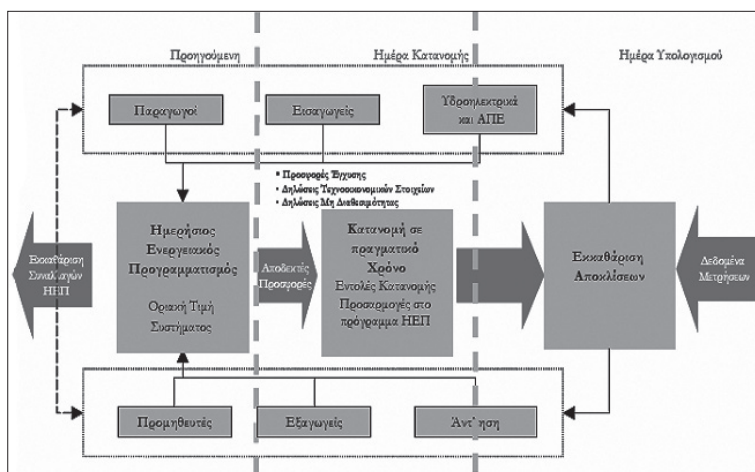 Προηγούμενη
Ημέρα Κατανομής
Ημέρα Υπολογισμού
Παραγωγοί
Εισαγωγείς
Υδροηλεκτρικά
και ΑΠΕ
▪ Προσφορές Έγχυσης
• Δηλώσεις Τεχνοοικονομικών Στοιχείων
• Δηλώσεις Μη Διαθεσιμότητας
Εκκαθάριση
Συναλλαγών
ΗΕΠ
Ημερήσιος
Ενεργειακός
Προγραμματισμός
Οριακή Τιμή
Συστήματος
Αποδεκτές
Προσφορές
Κατανομή σε
πραγματικό
Χρόνο
Εντολές Κατανομής
Προσαρμογές στο
πρόγραμμα ΗΕΠ
Εκκαθάριση
Αποκλίσεων
Δεδομένα
Μετρήσεων
Προμηθευτές
Εξαγωγείς